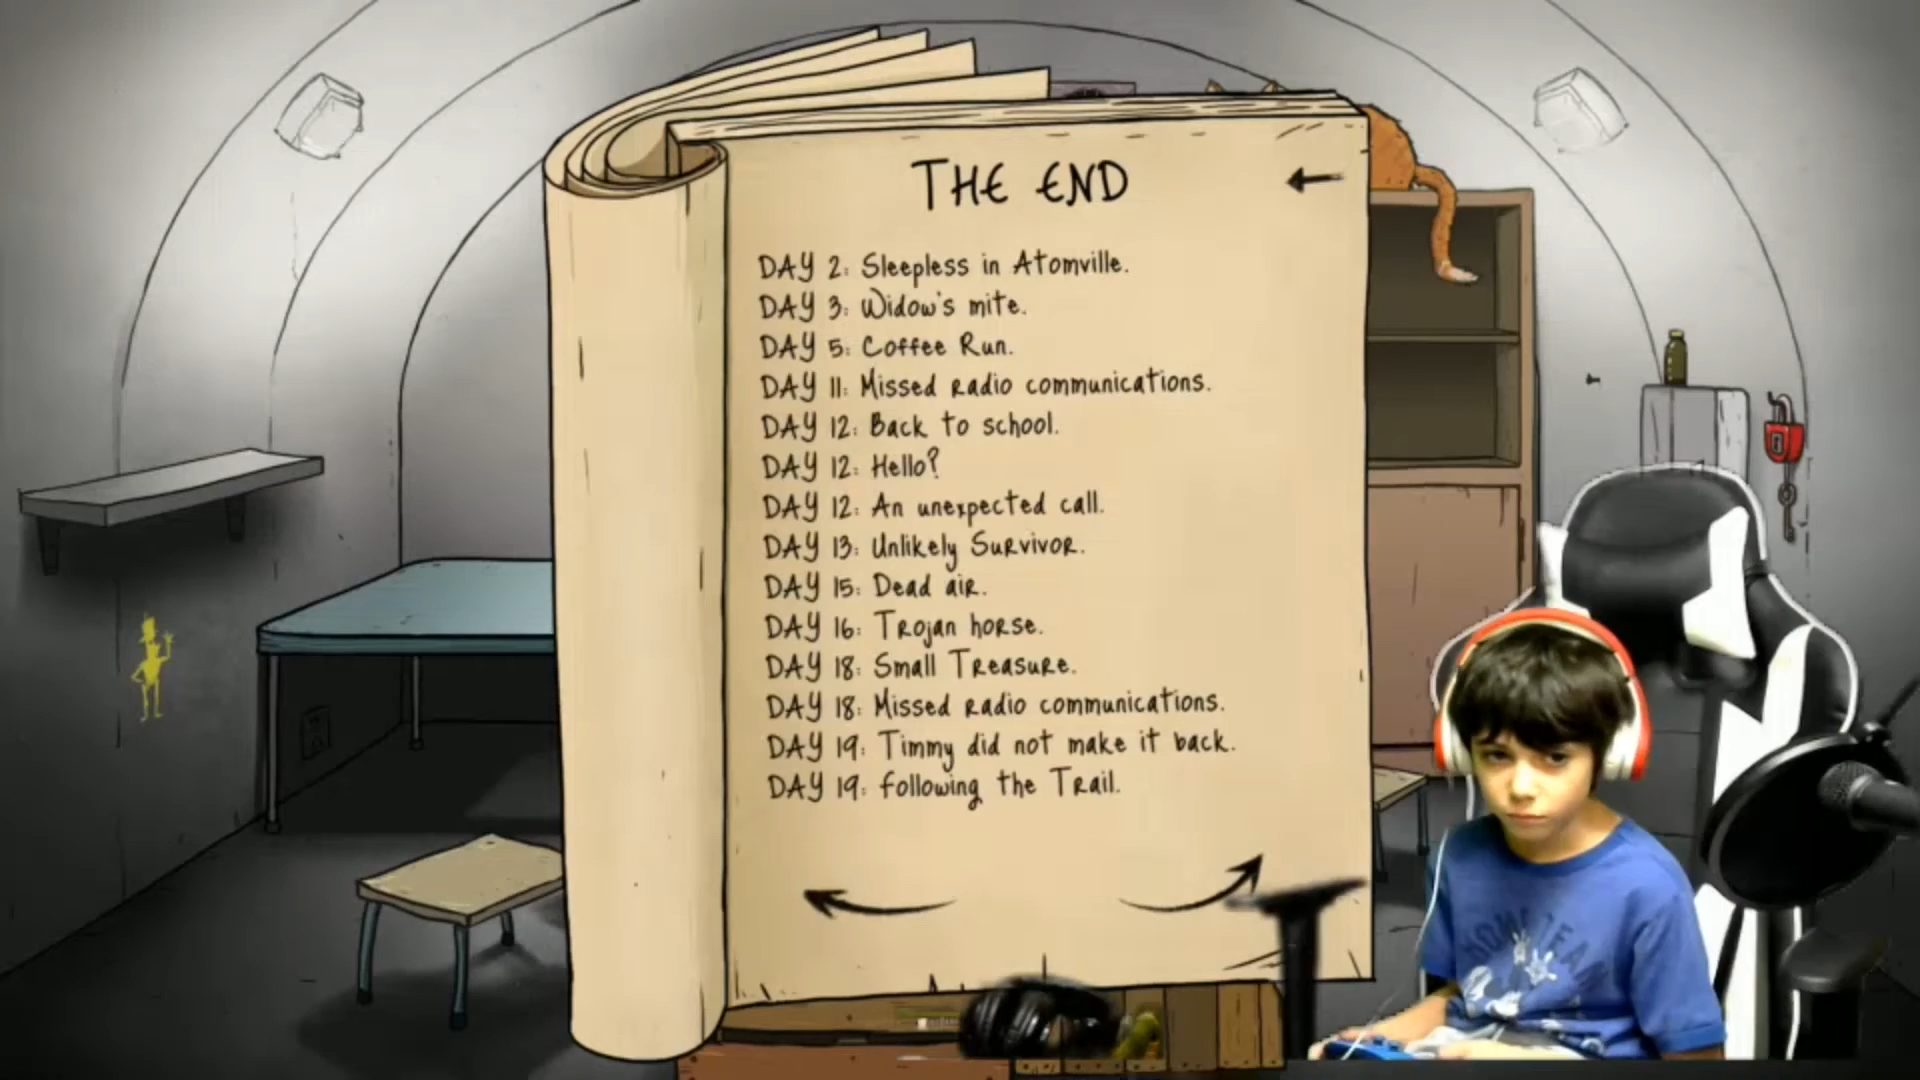 THE END
DAY 2: Sleepless in Atomville.
DAY 3: Widow's mite.
DAY 5: Coffee Run.
DAY 11: Missed radio communications.
DAY 12: Back to school.
DAY 12: Hello?
DAY 12: An unexpected call.
DAY 13: Unlikely Survivor.
DAY 15: Dead air.
DAY 16: Trojan horse.
DAY 18: Small Treasure.
DAY 18: Missed radio communications.
DAY 19: Timmy did not make it back.
DAY 19: Following the Trail.
HOME TEAM